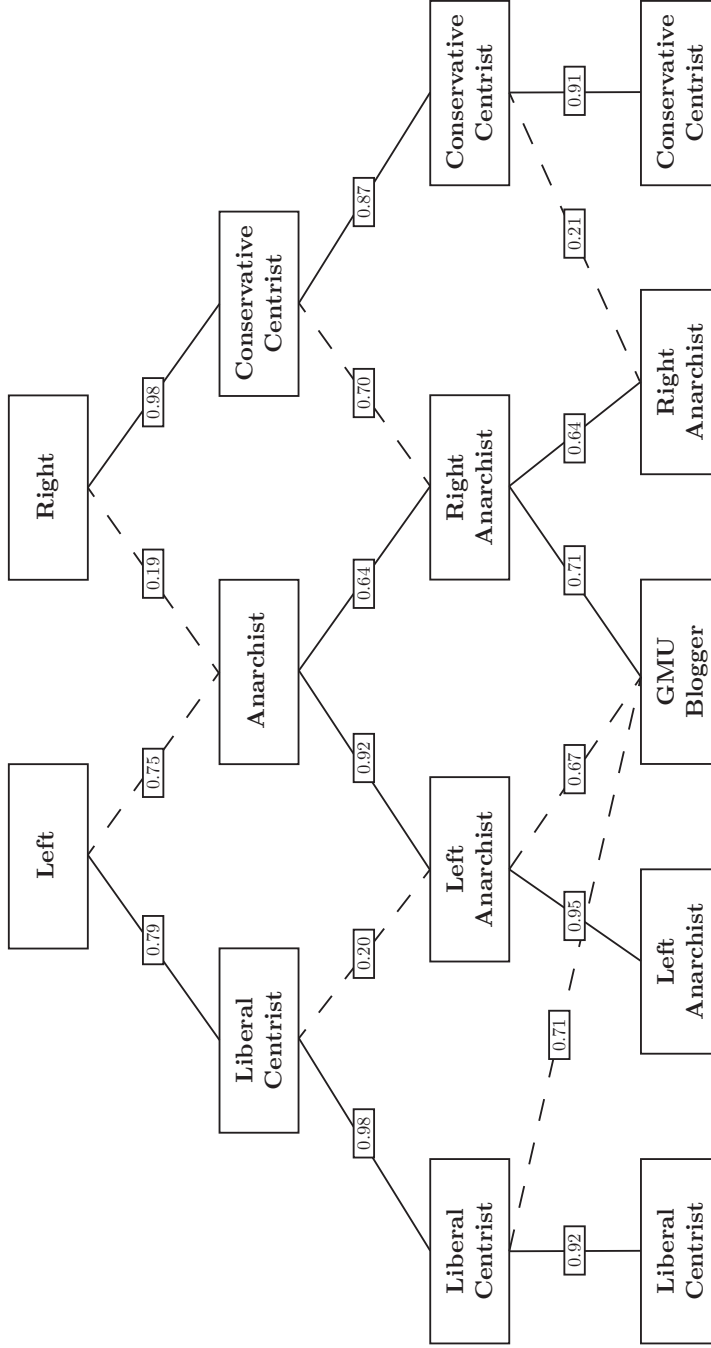 Left
Right
0.79
0.75
0.19
0.98
Liberal
Centrist
Anarchist
Conservative
Centrist
0.98
0.20
0.92
0.64
0.70
0.87
Liberal
Centrist
Left
Anarchist
Right
Anarchist
Conservative
Centrist
0.92
0.71
0.95
0.67
0.71
0.64
0.21
0.91
Liberal
Centrist
Left
Anarchist
GMU
Blogger
Right
Anarchist
Conservative
Centrist